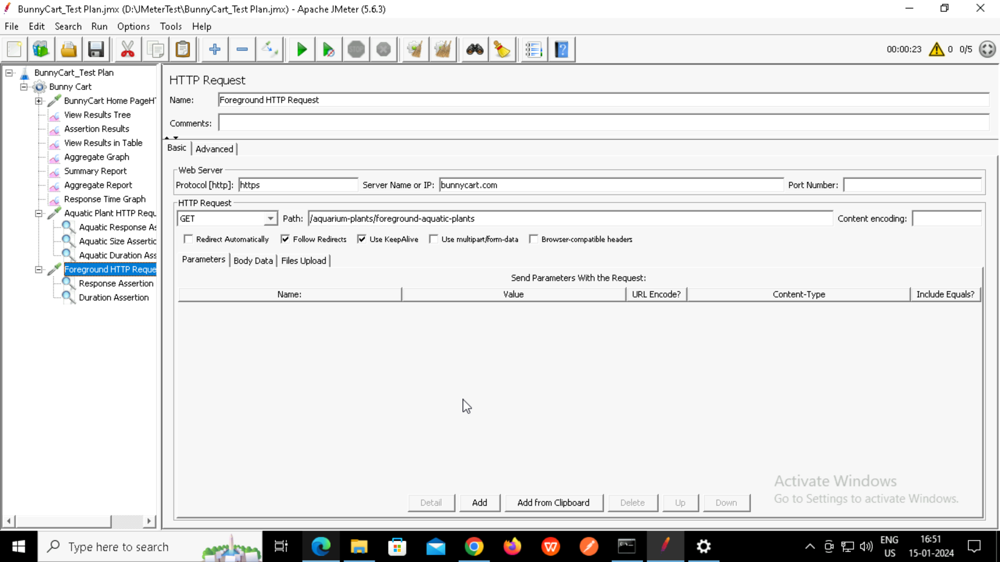 BunnyCart_Test Plan.jmx (D:\JMeterTest\BunnyCart_Test Plan.jmx) - Apache JMeter (5.6.3)
File Edit Search Run Options Tools Help
STOP
00:00:23 0 0/5
BunnyCart_Test Plan
Bunny Cart
BunnyCart Home PageHT
View Results Tree
Assertion Results
View Results in Table
Aggregate Graph
Summary Report
Aggregate Report
Response Time Graph
Aquatic Plant HTTP Requ
Aquatic Response As
Aquatic Size Assertic
Aquatic Duration Ass
Foreground HTTP Reque
Response Assertion
Duration Assertion
HTTP Request
Name: Foreground HTTP Request
Comments:
Basic Advanced
Web Server
Protocol [http]: https Server Name or IP: bunnycart.com Port Number:
HTTP Request
GET Path: /aquarium-plants/foreground-aquatic-plants Content encoding:
Redirect Automatically Follow Redirects Use KeepAlive Use multipart/form-data Browser-compatible headers
Parameters Body Data Files Upload
Send Parameters With the Request:
Name: Value URL Encode? Content-Type Include Equals?
Detail Add Add from Clipboard Delete Up Down
Activate Windows
Go to Settings to activate Windows.
Type here to search
ENG
US
16:51
15-01-2024